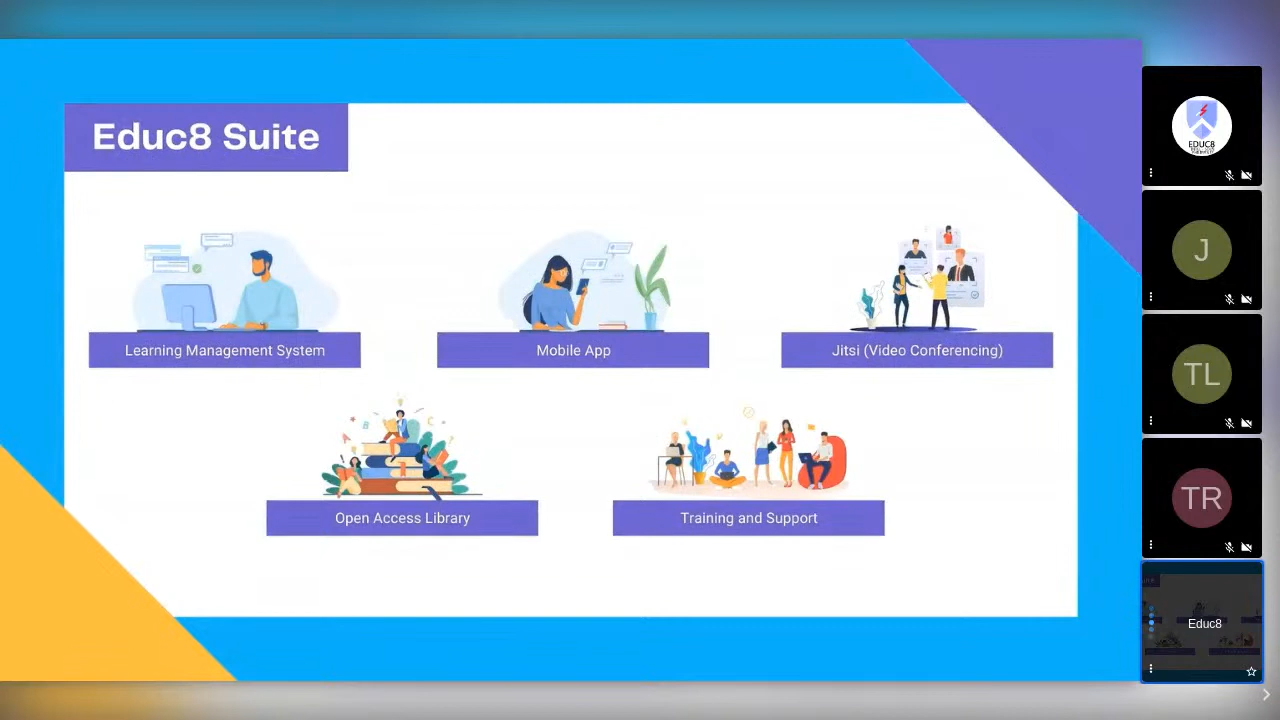 Educ8 Suite
Learning Management System
Mobile App
Jitsi (Video Conferencing)
Open Access Library
Training and Support
EDUC8
J
TL
TR
Educ8